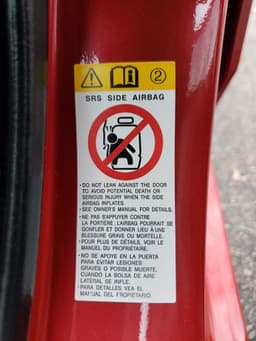 2
SRS SIDE AIRBAG
• DO NOT LEAN AGAINST THE DOOR
TO AVOID POTENTIAL DEATH OR
SERIOUS INJURY WHEN THE SIDE
AIRBAG INFLATES.
• SEE OWNER'S MANUAL FOR DETAILS.
• NE PAS S'APPUYER CONTRE
LA PORTIÈRE : L'AIRBAG POURRAIT SE
GONFLER ET DONNER LIEU À UNE
BLESSURE GRAVE OU MORTELLE.
• POUR PLUS DE DÉTAILS, VOIR LE
MANUEL DU PROPRIÉTAIRE.
• NO SE APOYE EN LA PUERTA
PARA EVITAR LESIONES
GRAVES O POSIBLE MUERTE,
CUANDO LA BOLSA DE AIRE
LATERAL SE INFLE.
• PARA DETALLES VEA EL
MANUAL DEL PROPIETARIO.